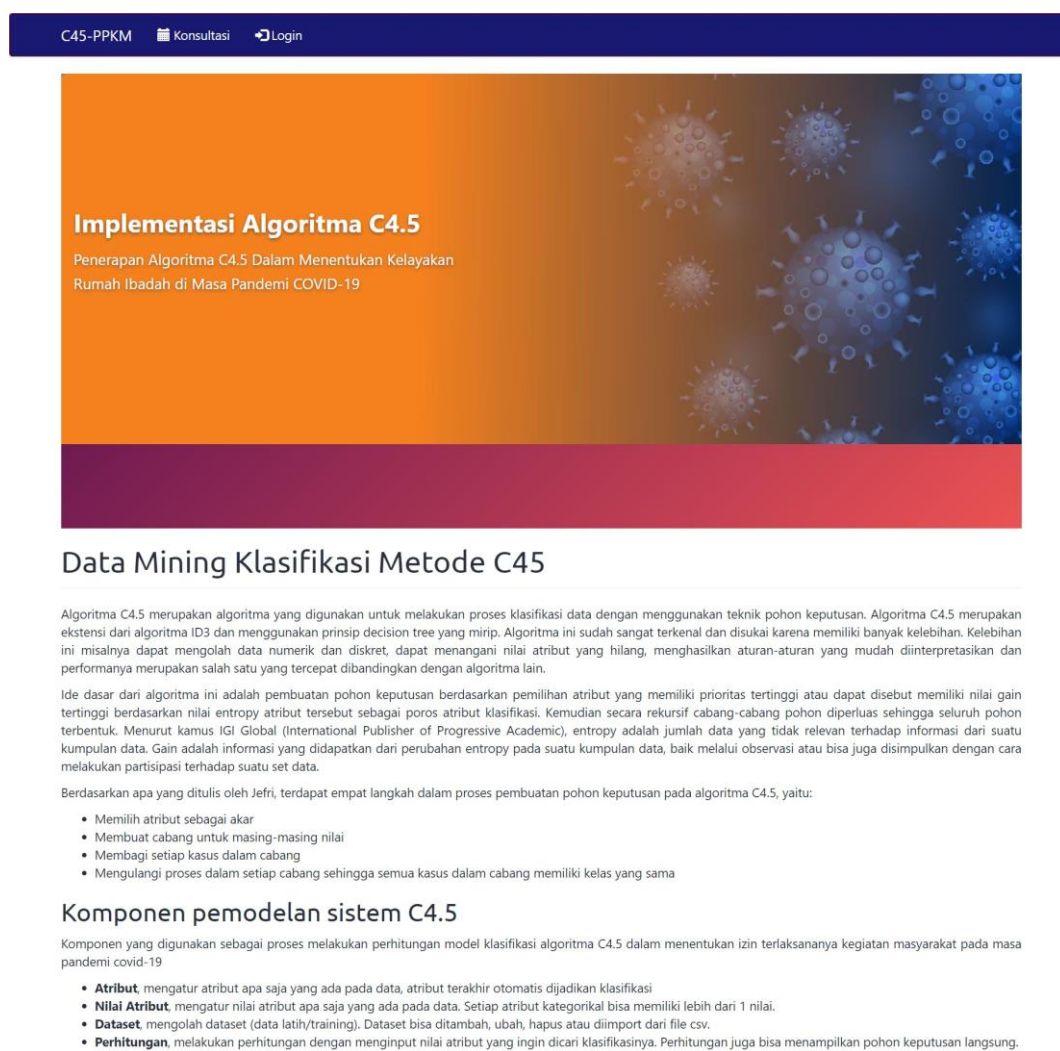 C45-PPKM Konsultasi Login
Implementasi Algoritma C4.5
Penerapan Algoritma C4.5 Dalam Menentukan Kelayakan
Rumah Ibadah di Masa Pandemi COVID-19
Data Mining Klasifikasi Metode C45
Algoritma C4.5 merupakan algoritma yang digunakan untuk melakukan proses klasifikasi data dengan menggunakan teknik pohon keputusan. Algoritma C4.5 merupakan
ekstensi dari algoritma ID3 dan menggunakan prinsip decision tree yang mirip. Algoritma ini sudah sangat terkenal dan disukai karena memiliki banyak kelebihan. Kelebihan
ini misalnya dapat mengolah data numerik dan diskret, dapat menangani nilai atribut yang hilang, menghasilkan aturan-aturan yang mudah diinterpretasikan dan
performanya merupakan salah satu yang tercepat dibandingkan dengan algoritma lain.
Ide dasar dari algoritma ini adalah pembuatan pohon keputusan berdasarkan pemilihan atribut yang memiliki prioritas tertinggi atau dapat disebut memiliki nilai gain
tertinggi berdasarkan nilai entropy atribut tersebut sebagai poros atribut klasifikasi. Kemudian secara rekursif cabang-cabang pohon diperluas sehingga seluruh pohon
terbentuk. Menurut kamus IGI Global (International Publisher of Progressive Academic), entropy adalah jumlah data yang tidak relevan terhadap informasi dari suatu
kumpulan data. Gain adalah informasi yang didapatkan dari perubahan entropy pada suatu kumpulan data, baik melalui observasi atau bisa juga disimpulkan dengan cara
melakukan partisipasi terhadap suatu set data.
Berdasarkan apa yang ditulis oleh Jefri, terdapat empat langkah dalam proses pembuatan pohon keputusan pada algoritma C4.5, yaitu:
• Memilih atribut sebagai akar
• Membuat cabang untuk masing-masing nilai
• Membagi setiap kasus dalam cabang
• Mengulangi proses dalam setiap cabang sehingga semua kasus dalam cabang memiliki kelas yang sama
Komponen pemodelan sistem C4.5
Komponen yang digunakan sebagai proses melakukan perhitungan model klasifikasi algoritma C4.5 dalam menentukan izin terlaksananya kegiatan masyarakat pada masa
pandemi covid-19
• Atribut, mengatur atribut apa saja yang ada pada data, atribut terakhir otomatis dijadikan klasifikasi
• Nilai Atribut, mengatur nilai atribut apa saja yang ada pada data. Setiap atribut kategorikal bisa memiliki lebih dari 1 nilai.
• Dataset, mengolah dataset (data latih/training). Dataset bisa ditambah, ubah, hapus atau diimport dari file csv.
• Perhitungan, melakukan perhitungan dengan menginput nilai atribut yang ingin dicari klasifikasinya. Perhitungan juga bisa menampilkan pohon keputusan langsung.